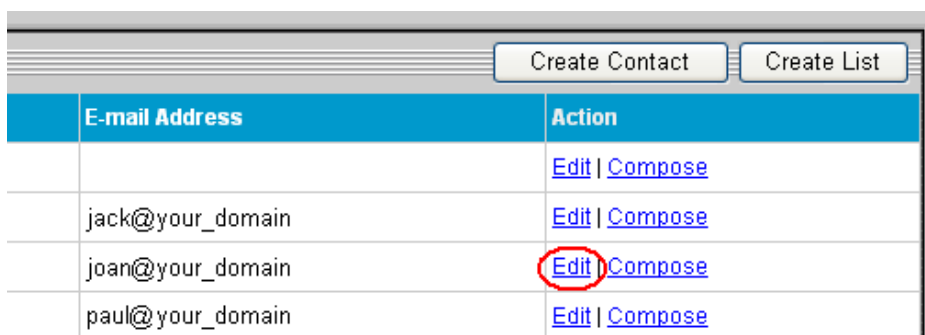 Create Contact Create List
E-mail Address Action
Edit | Compose
jack@your_domain Edit | Compose
joan@your_domain Edit | Compose
paul@your_domain Edit | Compose